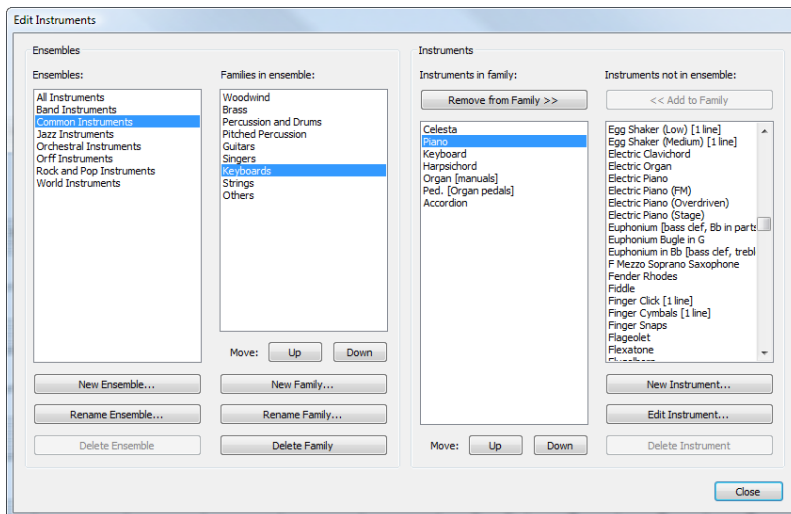 Edit Instruments
Ensembles
Ensembles:
All Instruments
Band Instruments
Common Instruments
Jazz Instruments
Orchestral Instruments
Orff Instruments
Rock and Pop Instruments
World Instruments
New Ensemble...
Rename Ensemble...
Delete Ensemble
Families in ensemble:
Woodwind
Brass
Percussion and Drums
Pitched Percussion
Guitars
Singers
Keyboards
Strings
Others
Move: Up Down
New Family...
Rename Family...
Delete Family
Instruments
Instruments in family:
Remove from Family >>
Celesta
Piano
Keyboard
Harpsichord
Organ [manuals]
Ped. [Organ pedals]
Accordion
Move: Up Down
Instruments not in ensemble:
<< Add to Family
Egg Shaker (Low) [1 line]
Egg Shaker (Medium) [1 line]
Electric Clavichord
Electric Organ
Electric Piano
Electric Piano (FM)
Electric Piano (Overdriven)
Electric Piano (Stage)
Euphonium [bass clef, Bb in parts
Euphonium Bugle in G
Euphonium in Bb [bass clef, trebl
F Mezzo Soprano Saxophone
Fender Rhodes
Fiddle
Finger Click [1 line]
Finger Cymbals [1 line]
Finger Snaps
Flageolet
Flexatone
New Instrument...
Edit Instrument...
Delete Instrument
Close